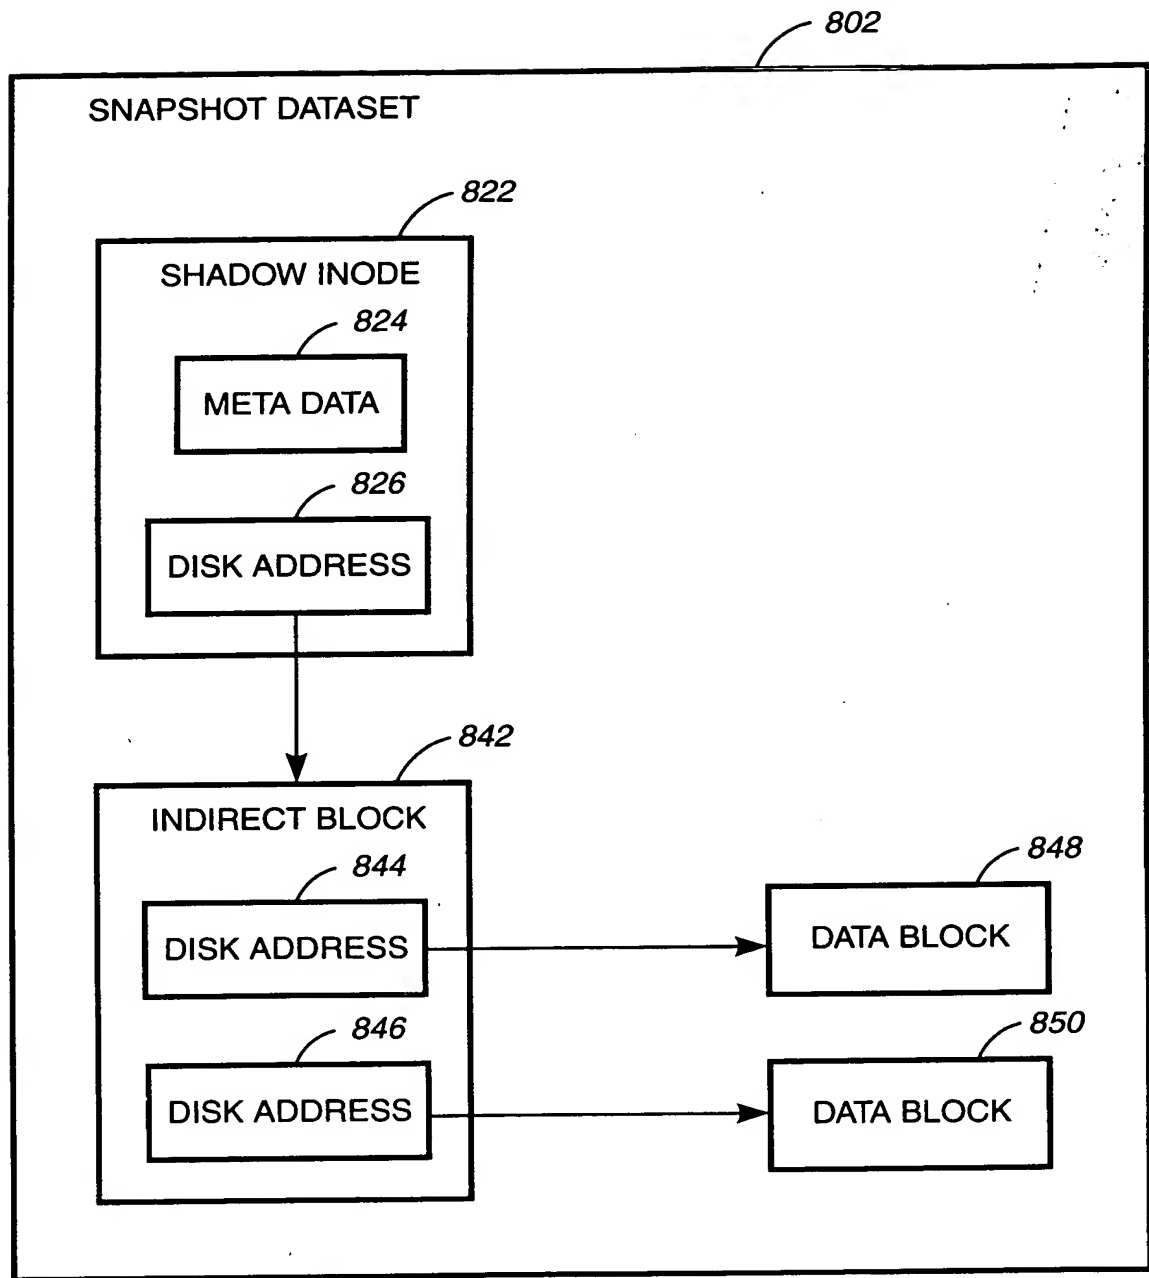 802
SNAPSHOT DATASET
822
SHADOW INODE
824
META DATA
826
DISK ADDRESS
842
INDIRECT BLOCK
844
848
DISK ADDRESS
DATA BLOCK
846
850
DISK ADDRESS
DATA BLOCK